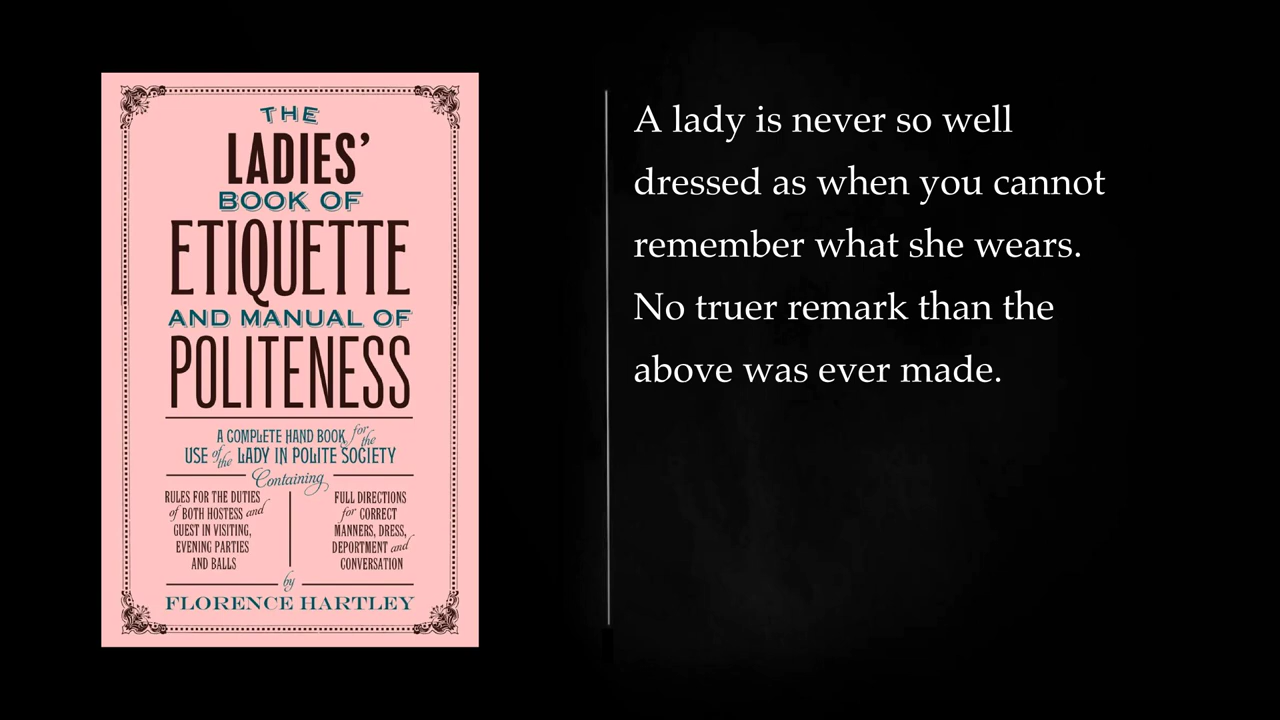 THE
LADIES'
BOOK OF
ETIQUETTE
AND MANUAL OF
POLITENESS
A COMPLETE HAND BOOK for the
USE of the LADY IN POLITE SOCIETY
Containing
RULES FOR THE DUTIES
of BOTH HOSTESS and
GUEST IN VISITING,
EVENING PARTIES
AND BALLS
FULL DIRECTIONS
for CORRECT
MANNERS, DRESS,
DEPORTMENT and
CONVERSATION
by
FLORENCE HARTLEY
A lady is never so well
dressed as when you cannot
remember what she wears.
No truer remark than the
above was ever made.